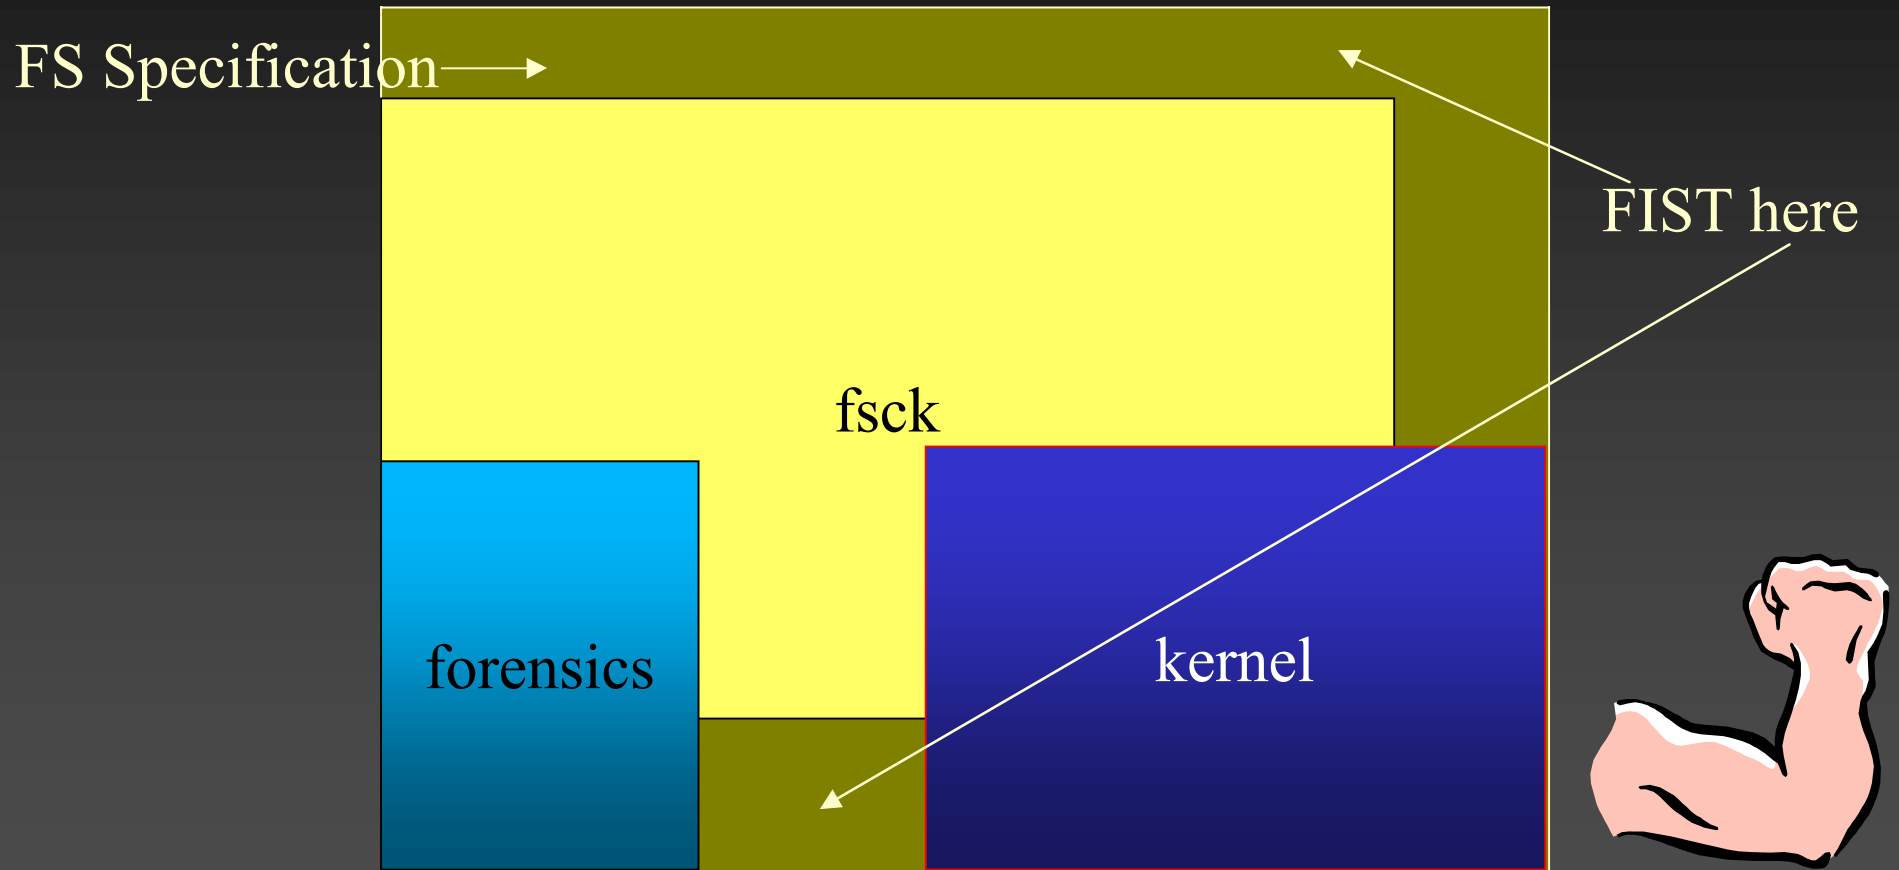 FS Specification
FIST here
fsck
forensics
kernel